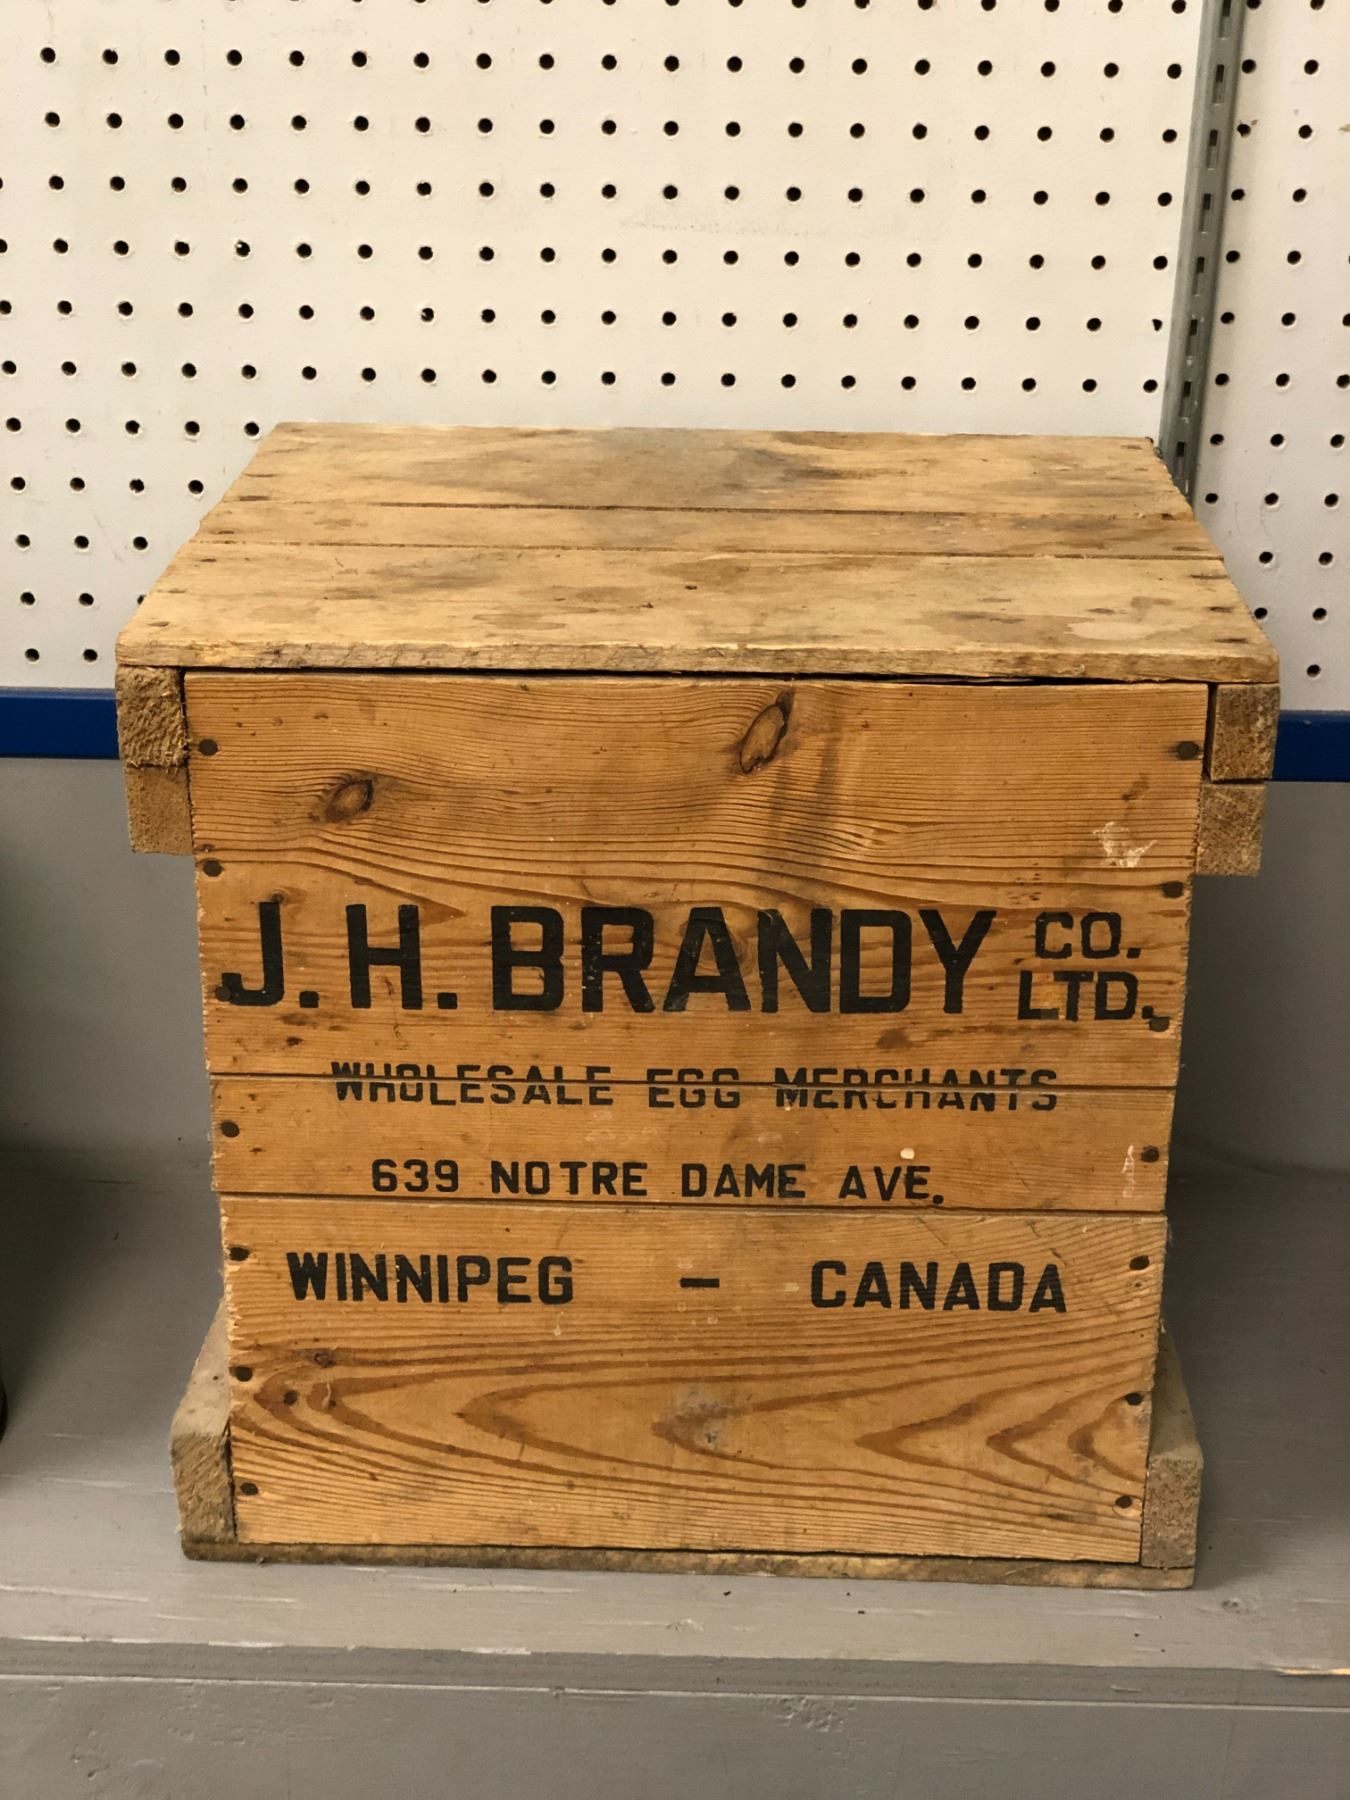 J. H. BRANDY CO. LTD.
WHOLESALE EGG MERCHANTS
639 NOTRE DAME AVE.
WINNIPEG - CANADA